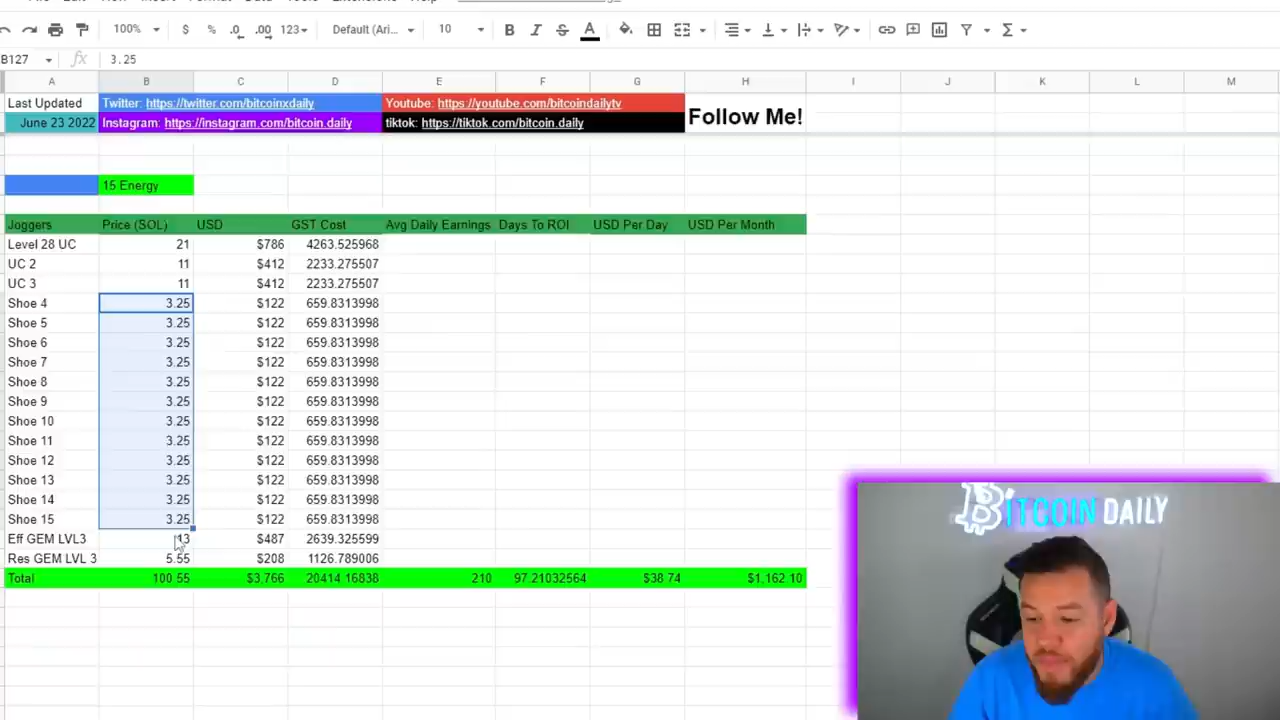 100% $ % .0 .00 123 Default (Ari... 10 B I S A Σ
B127 fx 3.25
A B C D E F G H I J K L M
Last Updated Twitter: https://twitter.com/bitcoinxdaily Youtube: https://youtube.com/bitcoindailytv Follow Me!
June 23 2022 Instagram: https://instagram.com/bitcoin.daily tiktok: https://tiktok.com/bitcoin.daily
15 Energy
Joggers Price (SOL) USD GST Cost Avg Daily Earnings Days To ROI USD Per Day USD Per Month
Level 28 UC 21 $786 4263.525968
UC 2 11 $412 2233.275507
UC 3 11 $412 2233.275507
Shoe 4 3.25 $122 659.8313998
Shoe 5 3.25 $122 659.8313998
Shoe 6 3.25 $122 659.8313998
Shoe 7 3.25 $122 659.8313998
Shoe 8 3.25 $122 659.8313998
Shoe 9 3.25 $122 659.8313998
Shoe 10 3.25 $122 659.8313998
Shoe 11 3.25 $122 659.8313998
Shoe 12 3.25 $122 659.8313998
Shoe 13 3.25 $122 659.8313998
Shoe 14 3.25 $122 659.8313998
Shoe 15 3.25 $122 659.8313998
Eff GEM LVL3 13 $487 2639.325599
Res GEM LVL 3 5.55 $208 1126.789006
Total 100.55 $3,766 20414.16838 210 97.21032564 $38.74 $1,162.10
BITCOIN DAILY